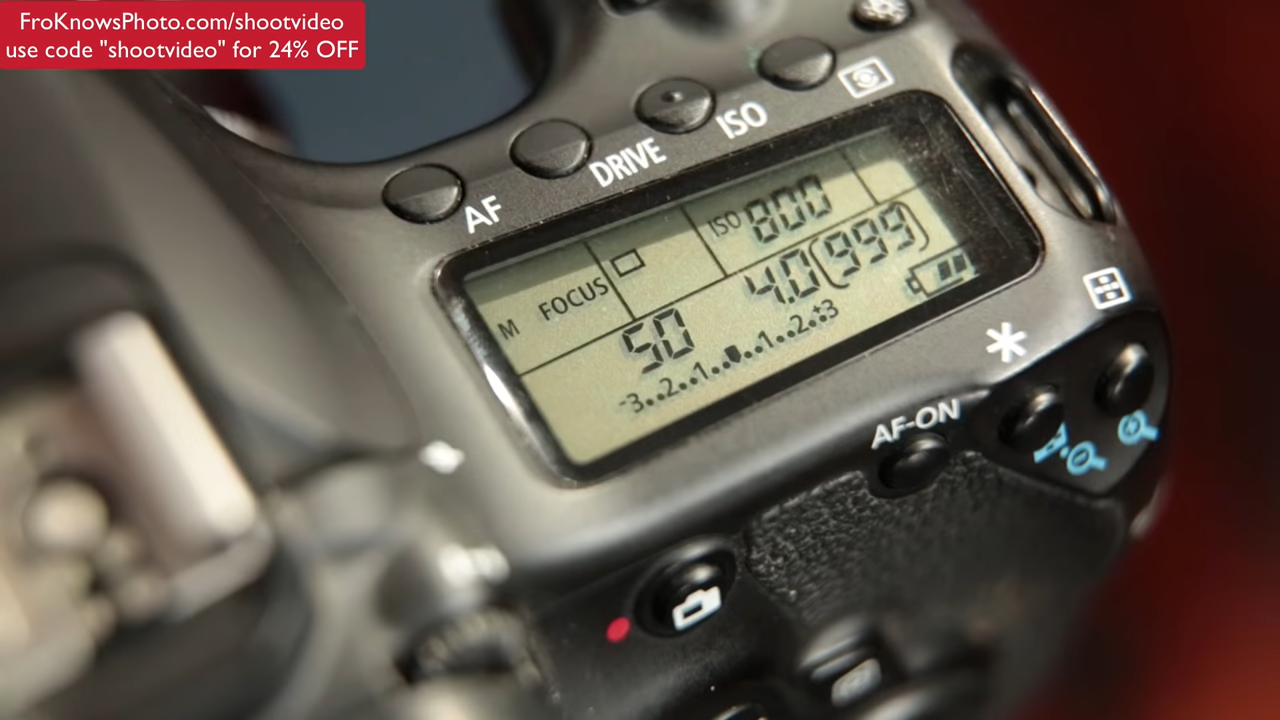 FroKnowsPhoto.com/shootvideo
use code "shootvideo" for 24% OFF
AF
DRIVE
ISO
M FOCUS
ISO 800
50 4.0(999)
-3..2..1..▪..1..2..+3
AF-ON